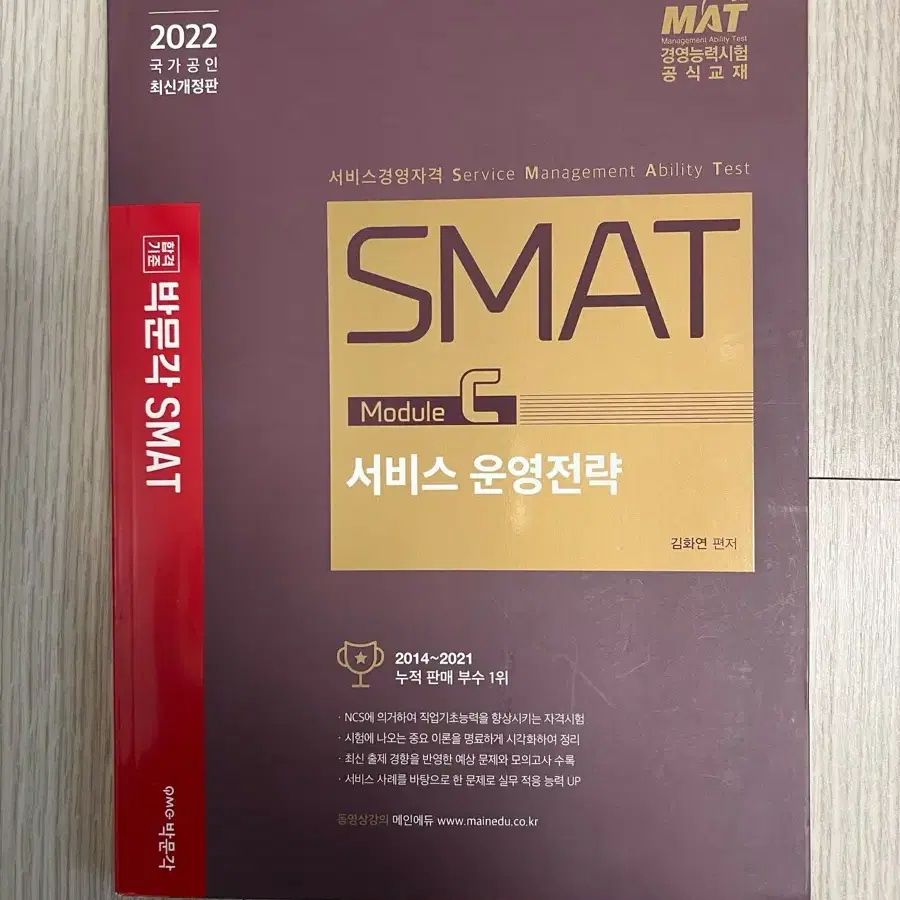 2022
국가공인
최신개정판
MAT
Management Ability Test
경영능력시험
공식교재
서비스경영자격 Service Management Ability Test
SMAT
Module C
서비스 운영전략
김화연 편저
합격
기준
박문각 SMAT
2014~2021
누적 판매 부수 1위
· NCS에 의거하여 직업기초능력을 향상시키는 자격시험
· 시험에 나오는 중요 이론을 명료하게 시각화하여 정리
· 최신 출제 경향을 반영한 예상 문제와 모의고사 수록
· 서비스 사례를 바탕으로 한 문제로 실무 적응 능력 UP
동영상강의 메인에듀 www.mainedu.co.kr
PMG 박문각